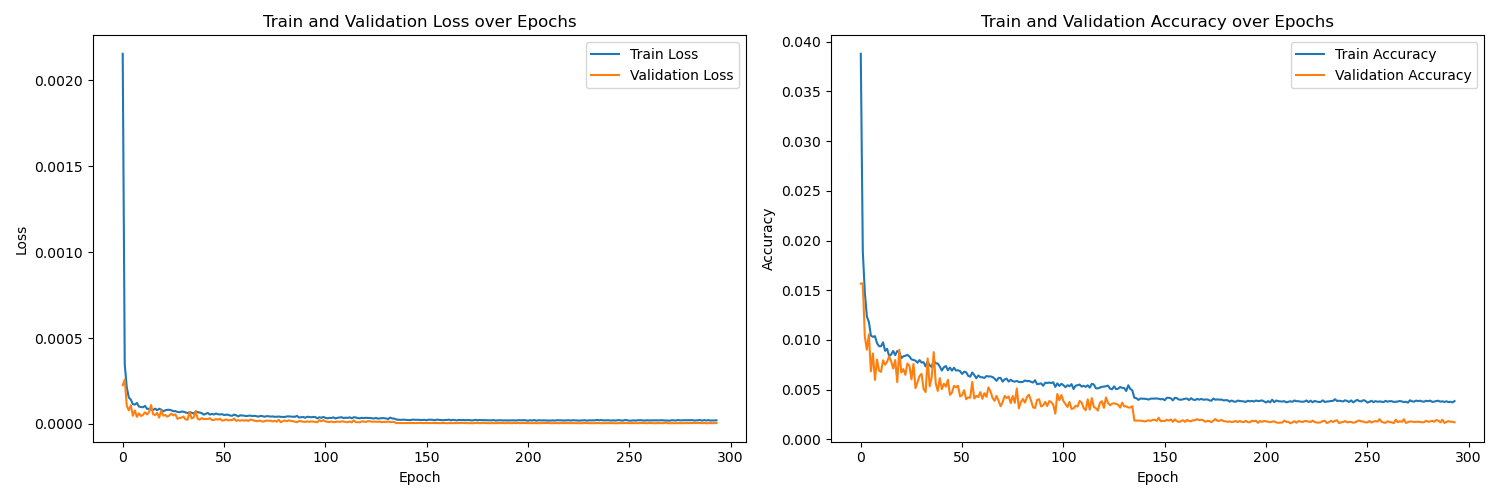 Train and Validation Loss over Epochs
Train Loss
Validation Loss
0.0020
0.0015
0.0010
0.0005
0.0000
Loss
0 50 100 150 200 250 300
Epoch
Train and Validation Accuracy over Epochs
Train Accuracy
Validation Accuracy
0.040
0.035
0.030
0.025
0.020
0.015
0.010
0.005
0.000
Accuracy
0 50 100 150 200 250 300
Epoch